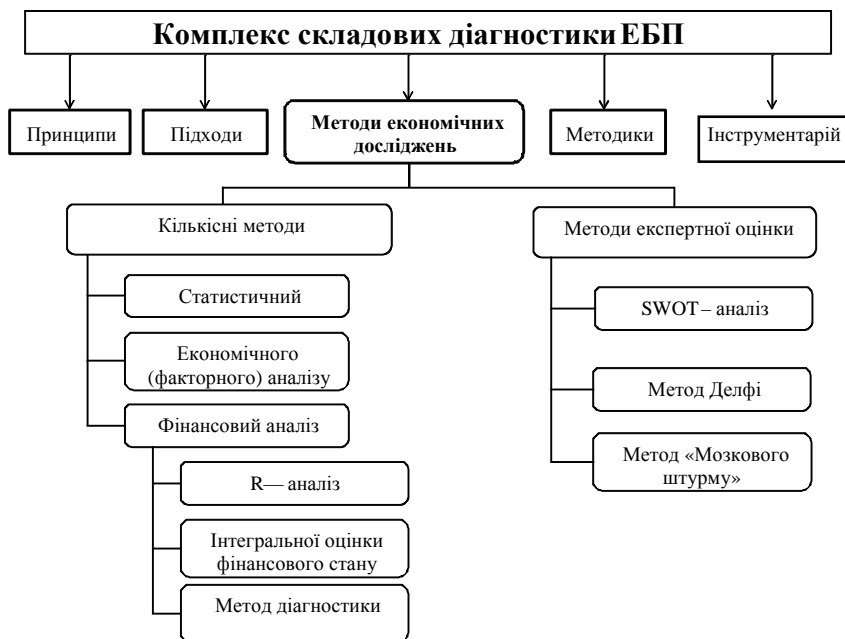 Комплекс складових діагностики ЕБП
Принципи
Підходи
Методи економічних
досліджень
Методики
Інструментарій
Кількісні методи
Статистичний
Економічного
(факторного) аналізу
Фінансовий аналіз
R— аналіз
Інтегральної оцінки
фінансового стану
Метод діагностики
Методи експертної оцінки
SWOT – аналіз
Метод Делфі
Метод «Мозкового
штурму»